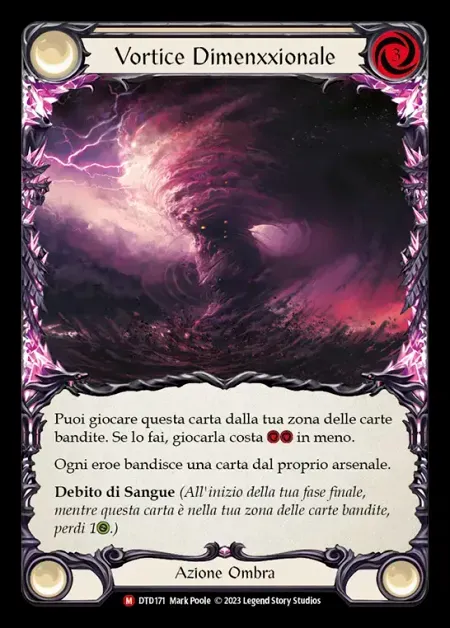 Vortice Dimenxxionale
3
Puoi giocare questa carta dalla tua zona delle carte
bandite. Se lo fai, giocarla costa in meno.
Ogni eroe bandisce una carta dal proprio arsenale.
Debito di Sangue (All'inizio della tua fase finale,
mentre questa carta è nella tua zona delle carte bandite,
perdi 1.)
Azione Ombra
M DTD171 Mark Poole © 2023 Legend Story Studios